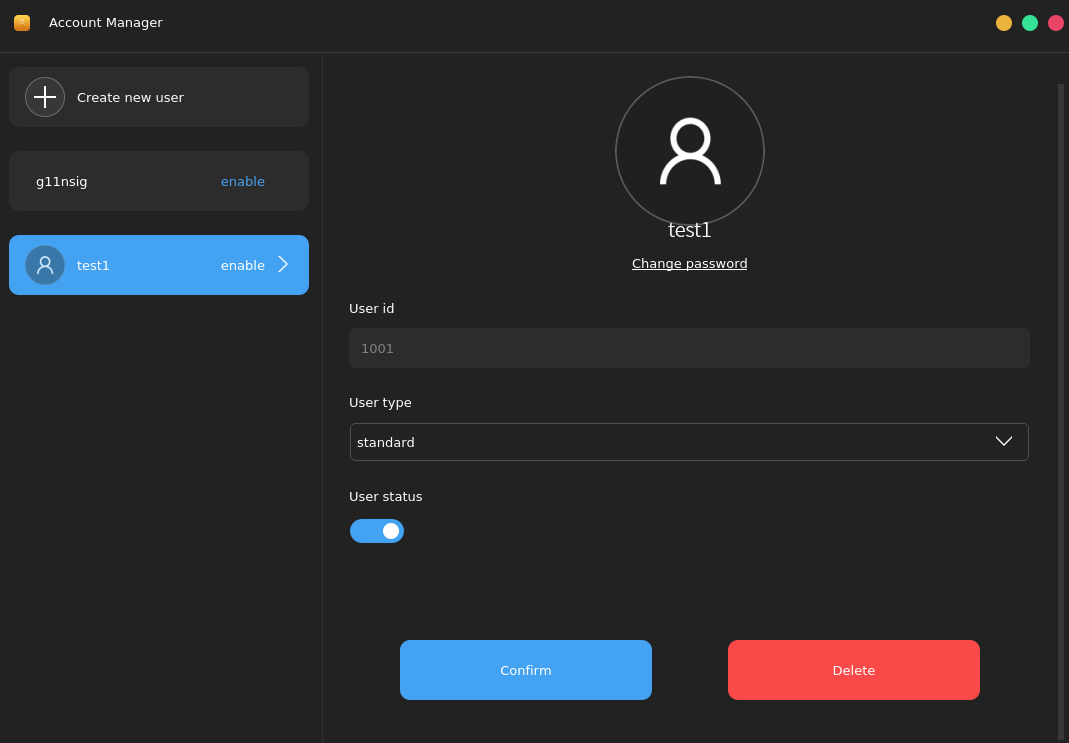 Account Manager
Create new user
g11nsig enable
test1 enable
test1
Change password
User id
1001
User type
standard
User status
Confirm Delete